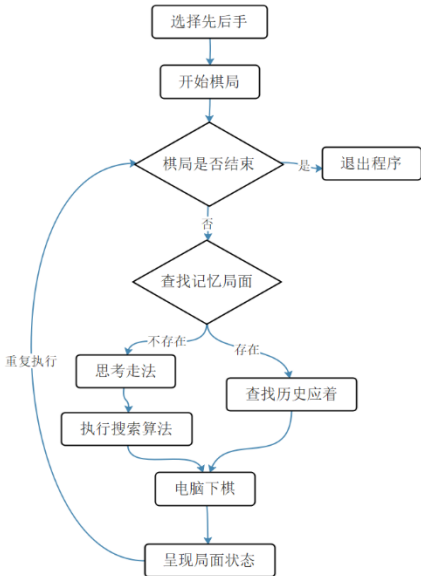 选择先后手
开始棋局
棋局是否结束
是
退出程序
否
查找记忆局面
不存在
存在
重复执行
思考走法
查找历史应着
执行搜索算法
电脑下棋
呈现局面状态